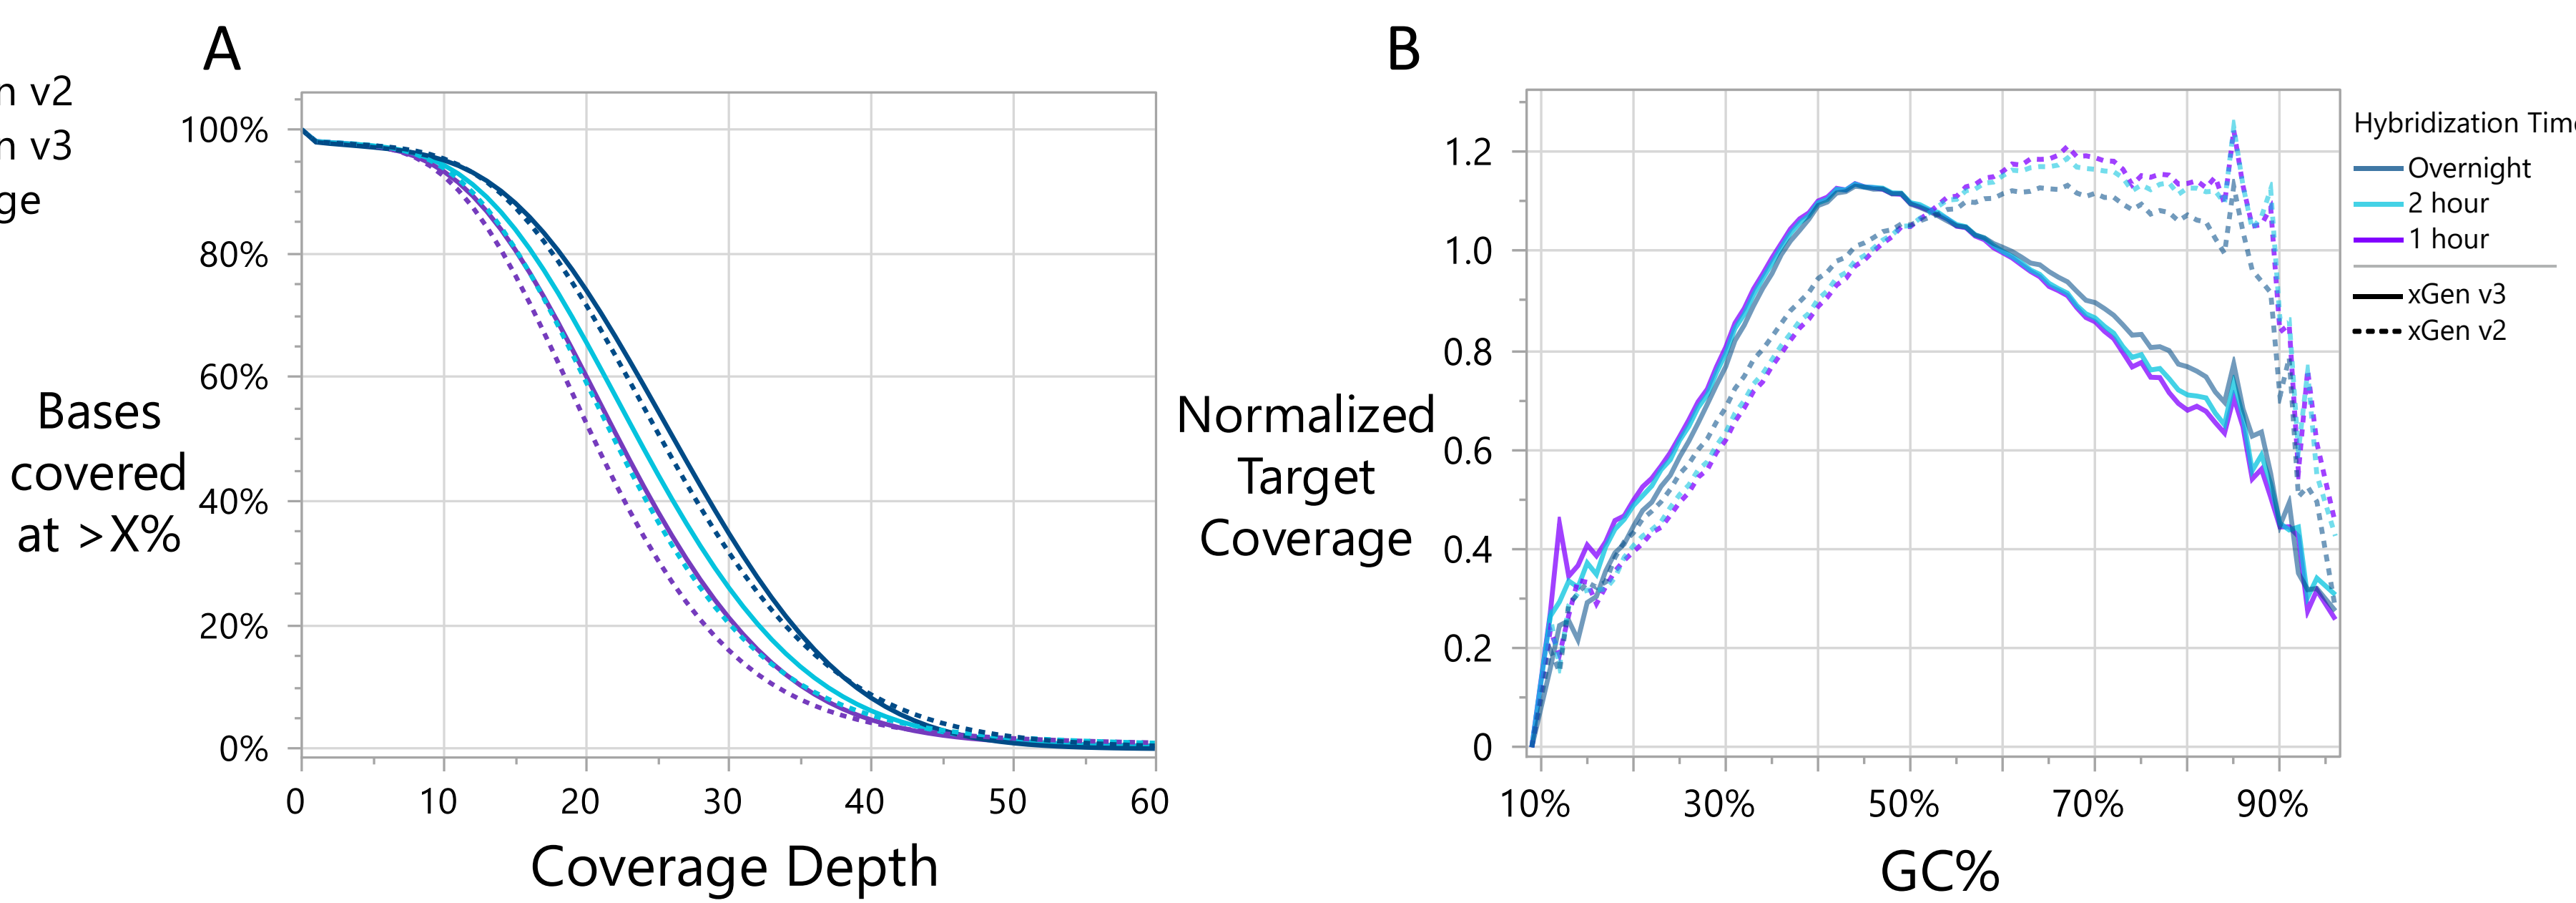 n v2
n v3
ge
A
100%
80%
60%
40%
20%
0%
Bases
covered
at >X%
0 10 20 30 40 50 60
Coverage Depth
B
1.2
1.0
0.8
0.6
0.4
0.2
0
Normalized
Target
Coverage
10% 30% 50% 70% 90%
GC%
Hybridization Tim
Overnight
2 hour
1 hour
xGen v3
xGen v2